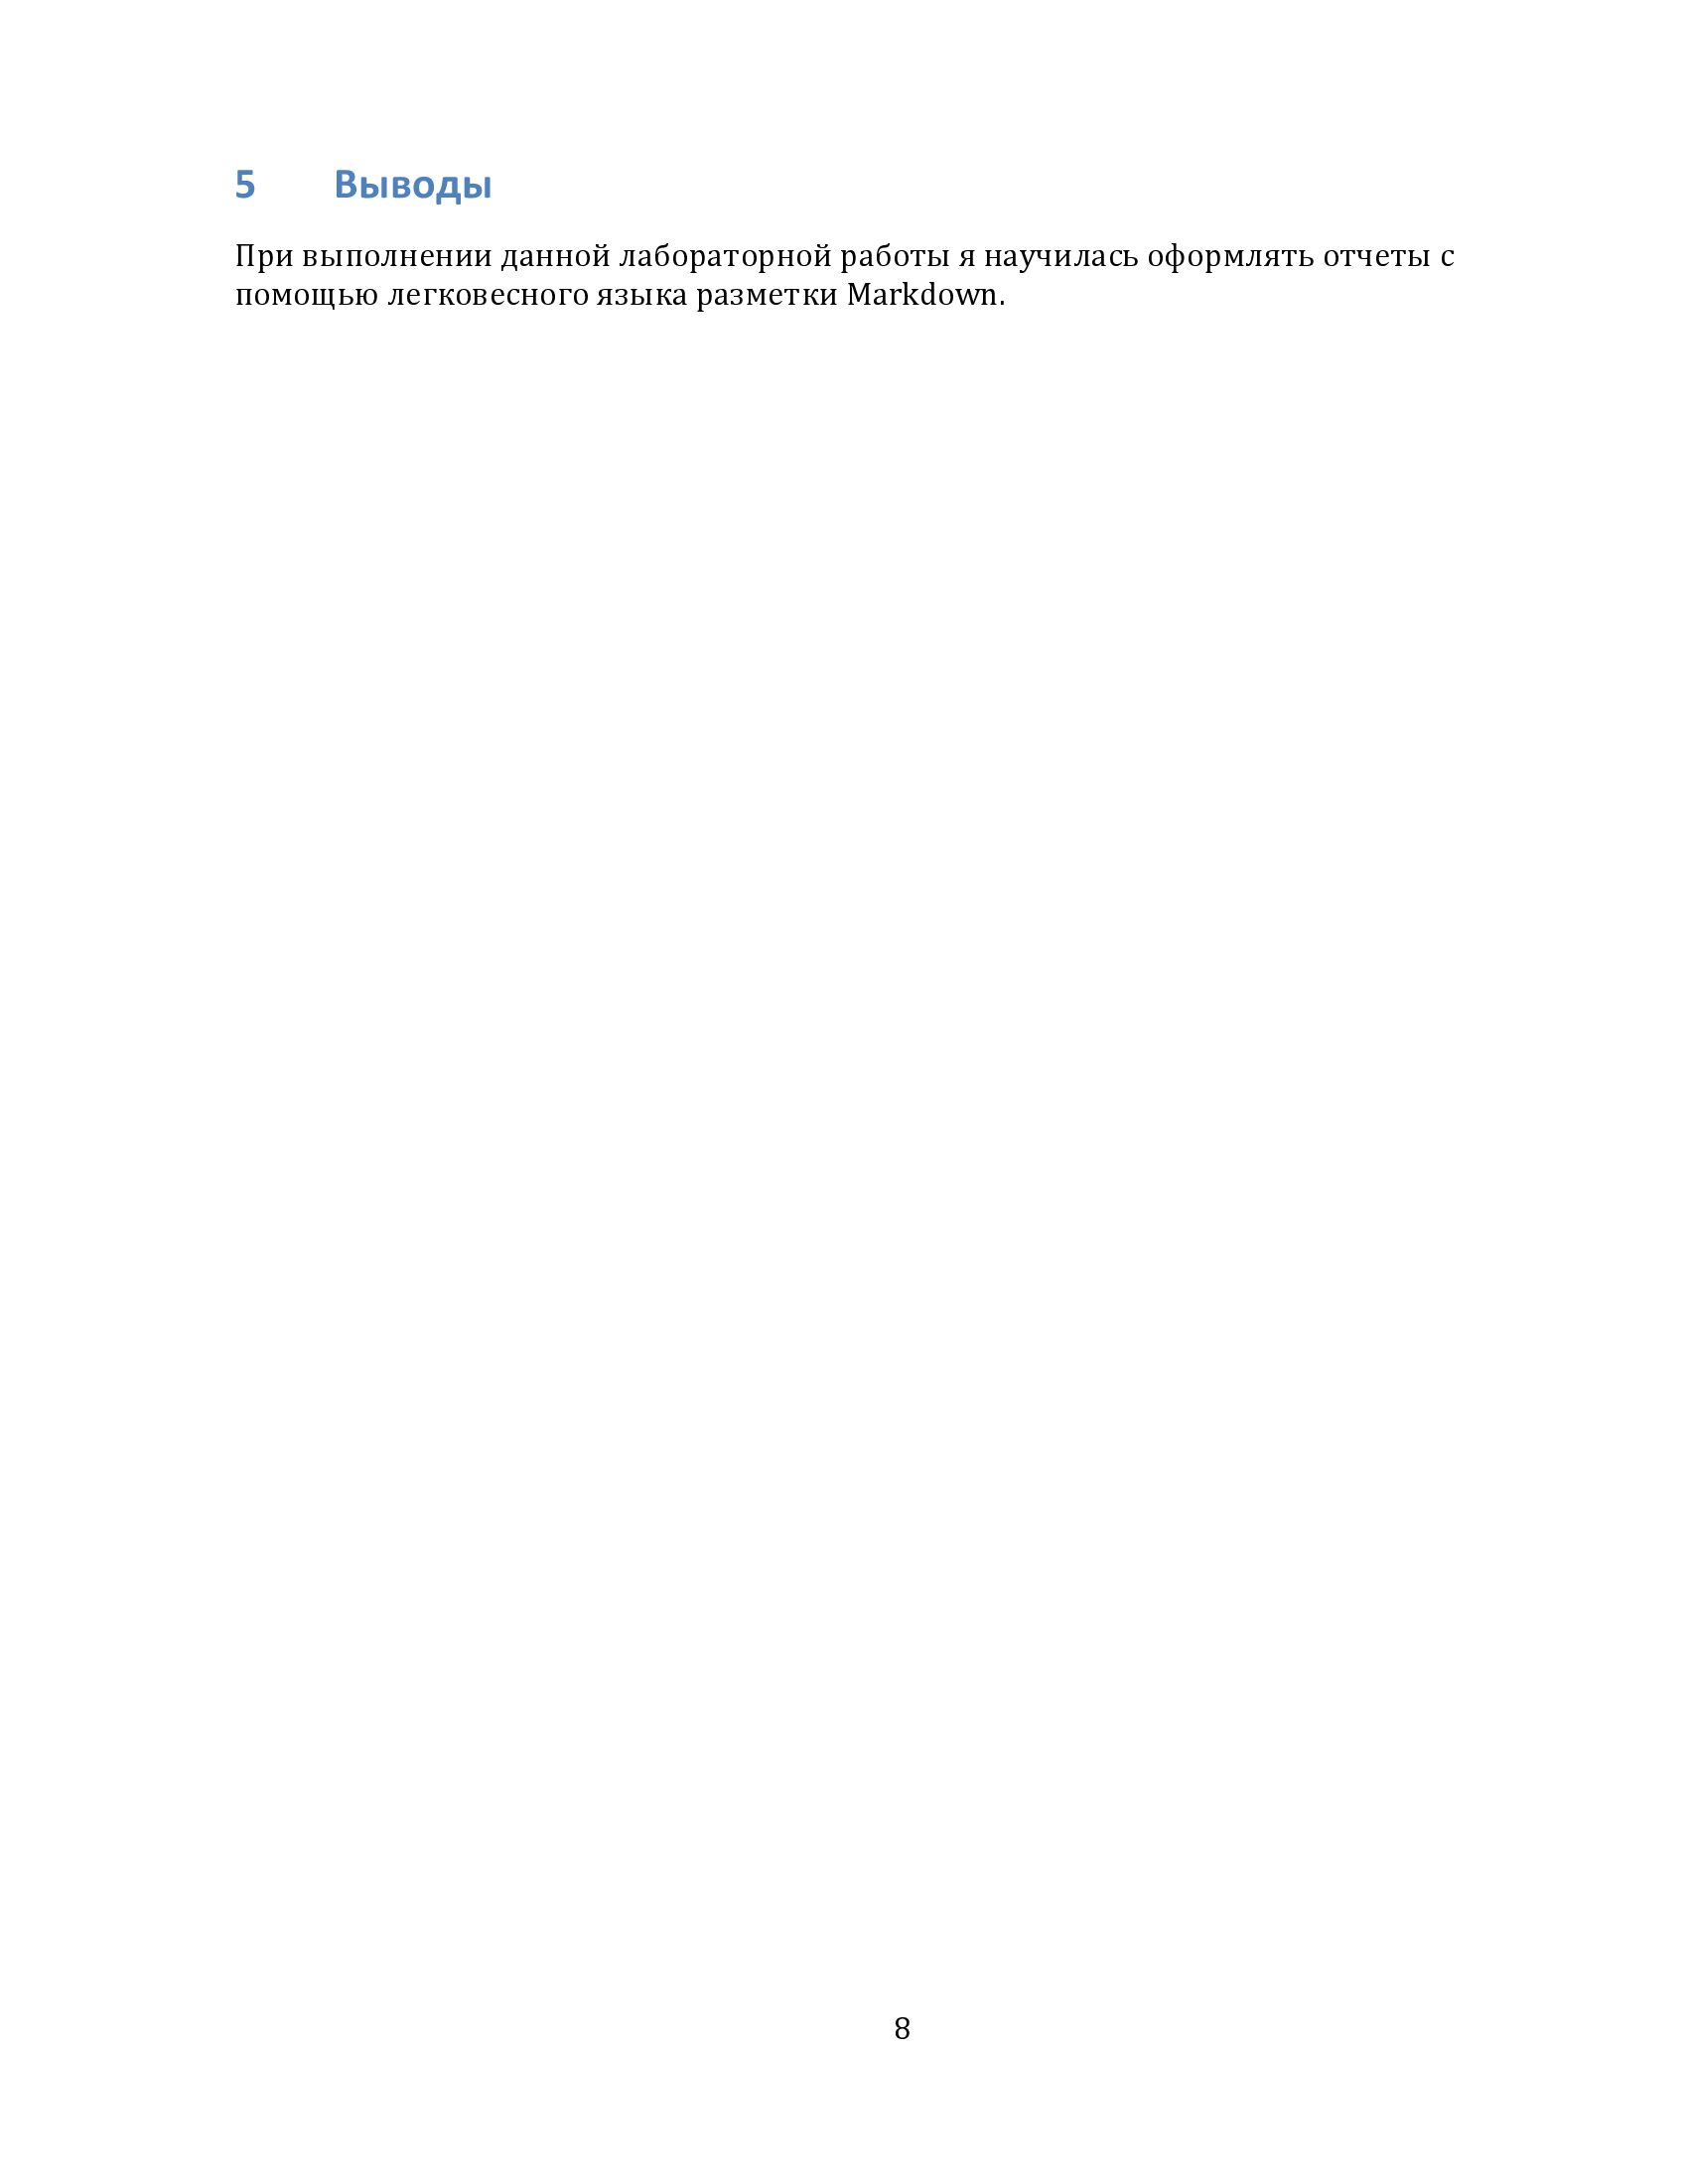 5 Выводы
При выполнении данной лабораторной работы я научилась оформлять отчеты с
помощью легковесного языка разметки Markdown.
8